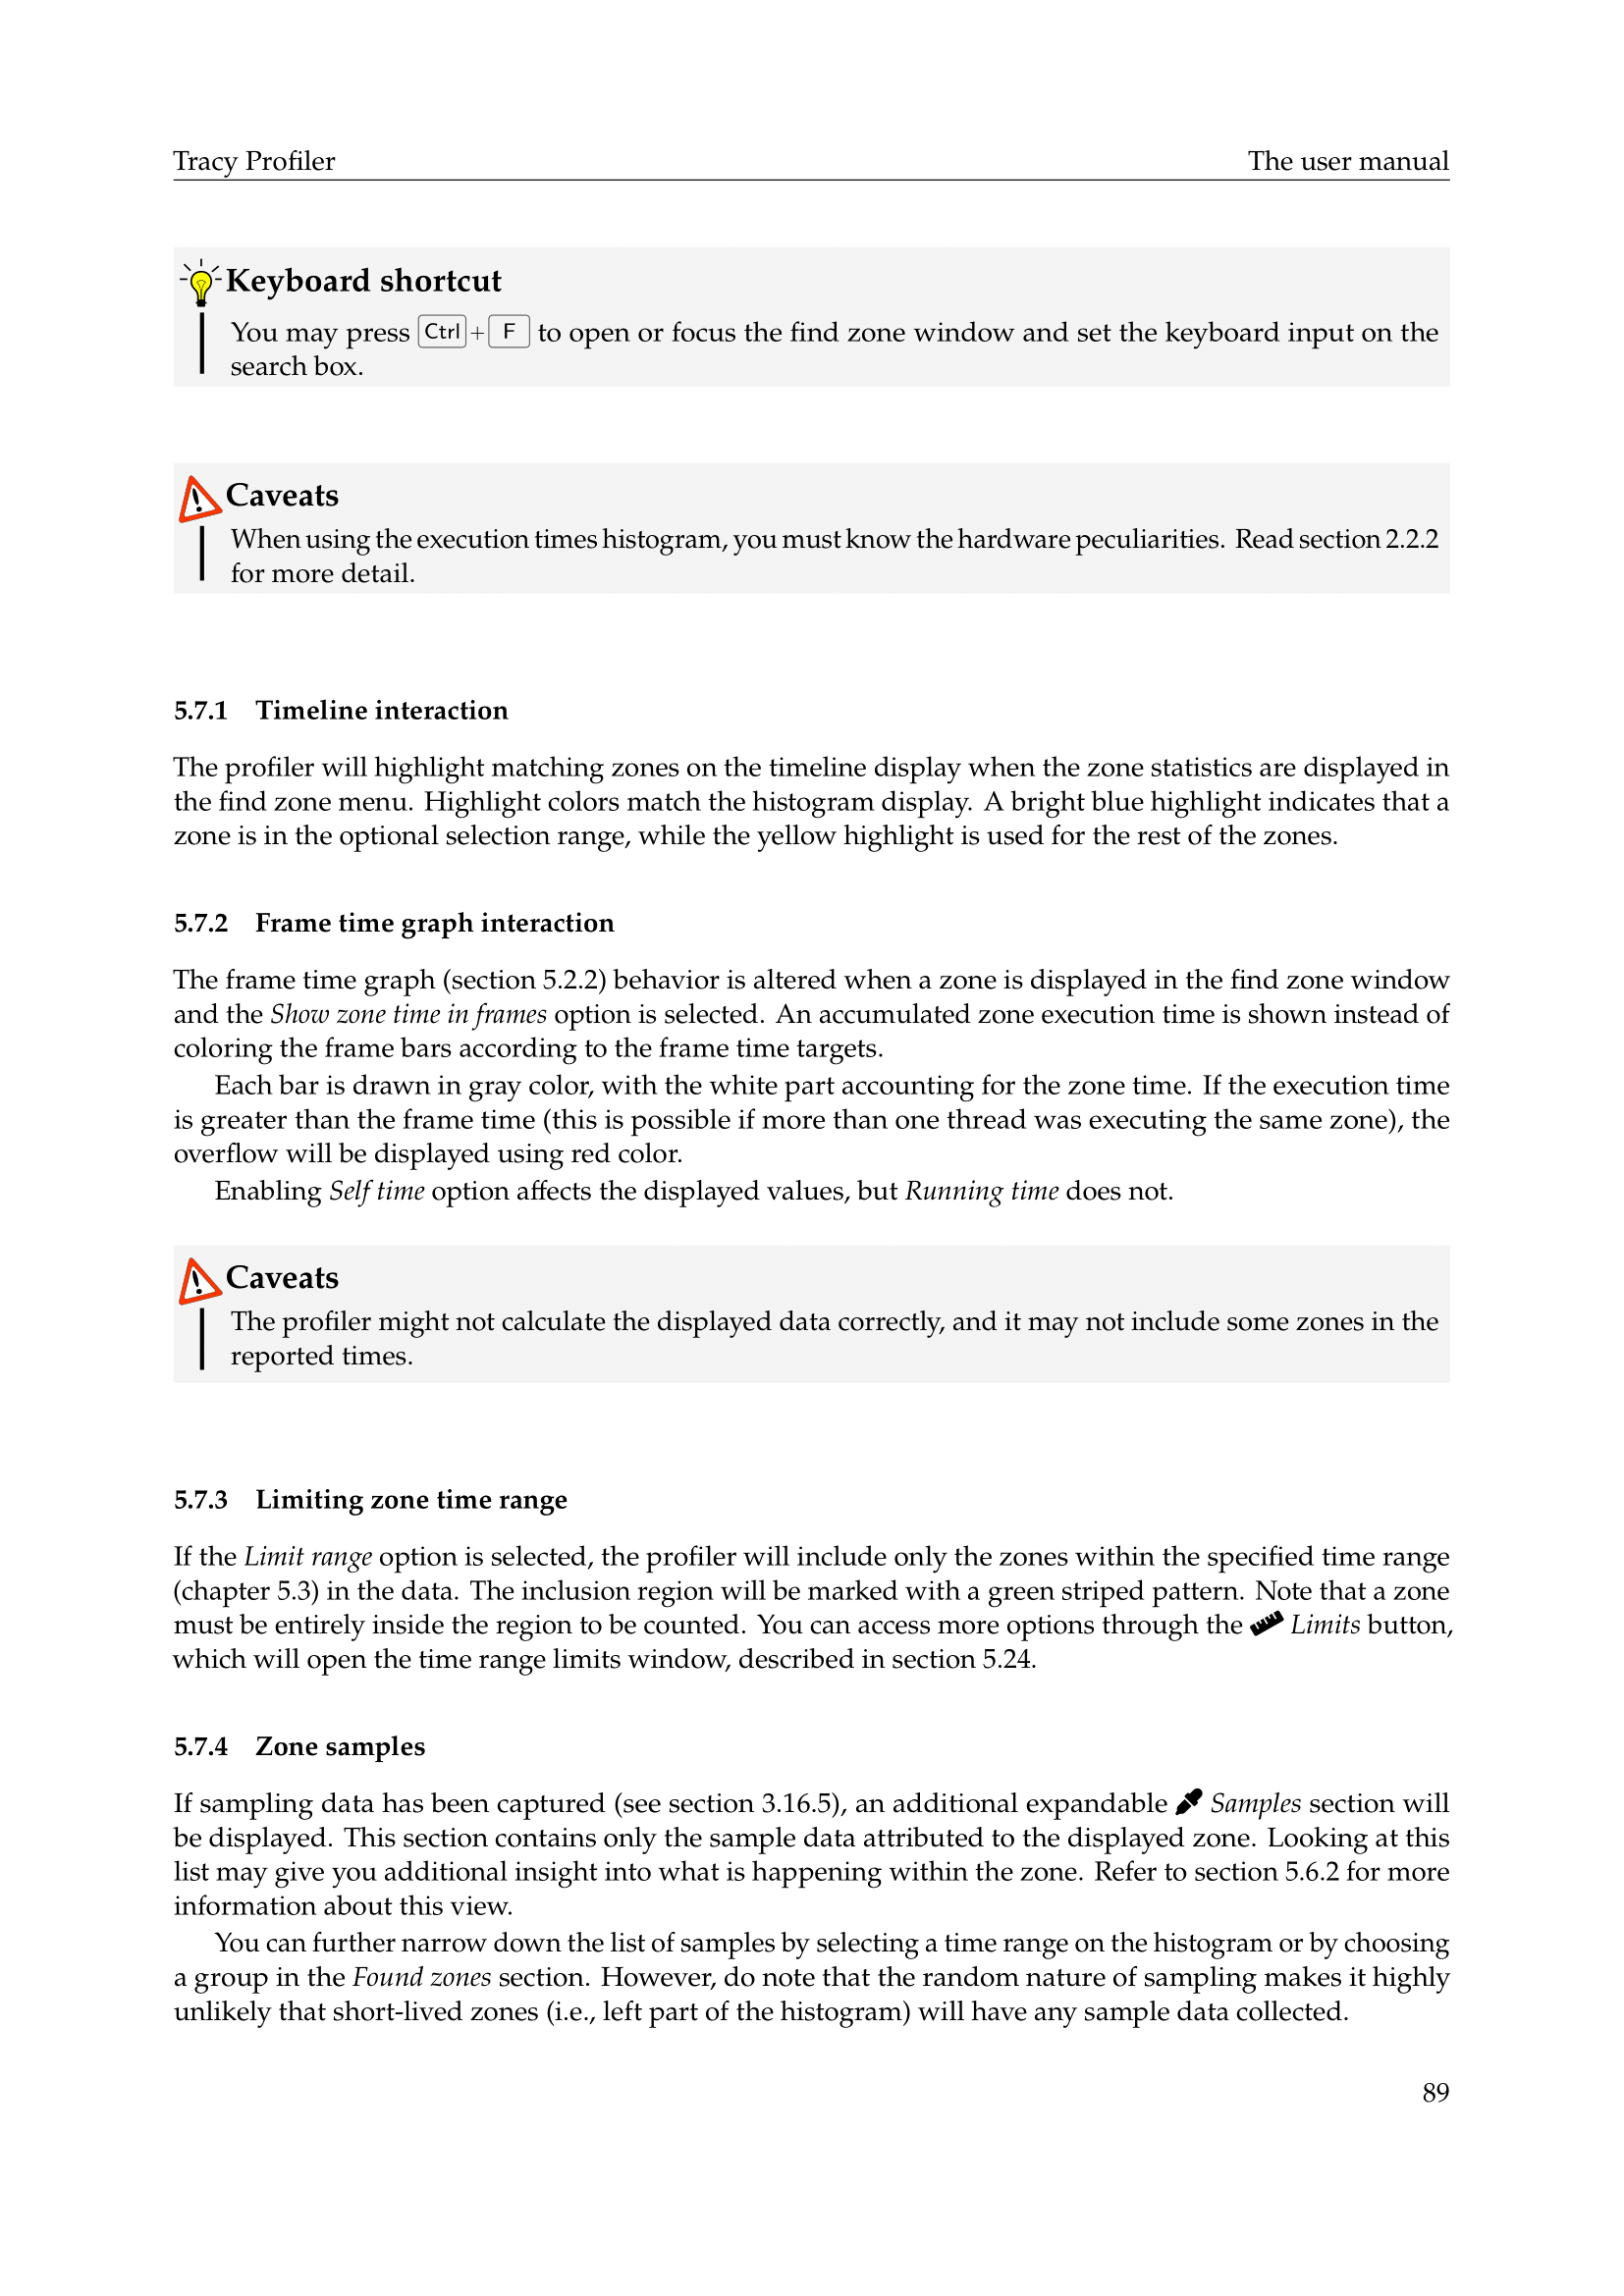 Tracy Profiler
The user manual
Keyboard shortcut
You may press Ctrl + F to open or focus the find zone window and set the keyboard input on the
search box.
Caveats
When using the execution times histogram, you must know the hardware peculiarities. Read section 2.2.2
for more detail.
5.7.1 Timeline interaction
The profiler will highlight matching zones on the timeline display when the zone statistics are displayed in
the find zone menu. Highlight colors match the histogram display. A bright blue highlight indicates that a
zone is in the optional selection range, while the yellow highlight is used for the rest of the zones.
5.7.2 Frame time graph interaction
The frame time graph (section 5.2.2) behavior is altered when a zone is displayed in the find zone window
and the Show zone time in frames option is selected. An accumulated zone execution time is shown instead of
coloring the frame bars according to the frame time targets.
Each bar is drawn in gray color, with the white part accounting for the zone time. If the execution time
is greater than the frame time (this is possible if more than one thread was executing the same zone), the
overflow will be displayed using red color.
Enabling Self time option affects the displayed values, but Running time does not.
Caveats
The profiler might not calculate the displayed data correctly, and it may not include some zones in the
reported times.
5.7.3 Limiting zone time range
If the Limit range option is selected, the profiler will include only the zones within the specified time range
(chapter 5.3) in the data. The inclusion region will be marked with a green striped pattern. Note that a zone
must be entirely inside the region to be counted. You can access more options through the Limits button,
which will open the time range limits window, described in section 5.24.
5.7.4 Zone samples
If sampling data has been captured (see section 3.16.5), an additional expandable Samples section will
be displayed. This section contains only the sample data attributed to the displayed zone. Looking at this
list may give you additional insight into what is happening within the zone. Refer to section 5.6.2 for more
information about this view.
You can further narrow down the list of samples by selecting a time range on the histogram or by choosing
a group in the Found zones section. However, do note that the random nature of sampling makes it highly
unlikely that short-lived zones (i.e., left part of the histogram) will have any sample data collected.
89